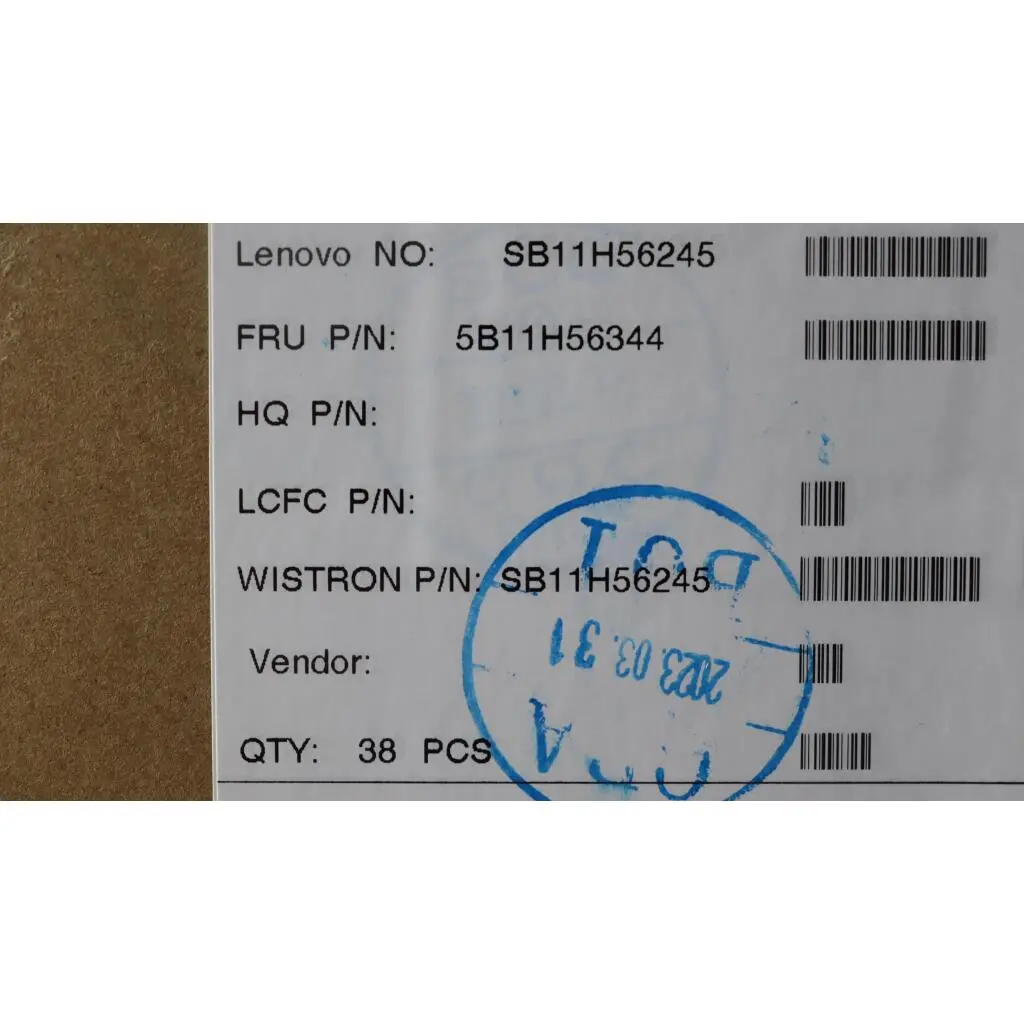 Lenovo NO: SB11H56245
FRU P/N: 5B11H56344
HQ P/N:
LCFC P/N:
WISTRON P/N: SB11H56245
Vendor:
QTY: 38 PCS
2023.03.31